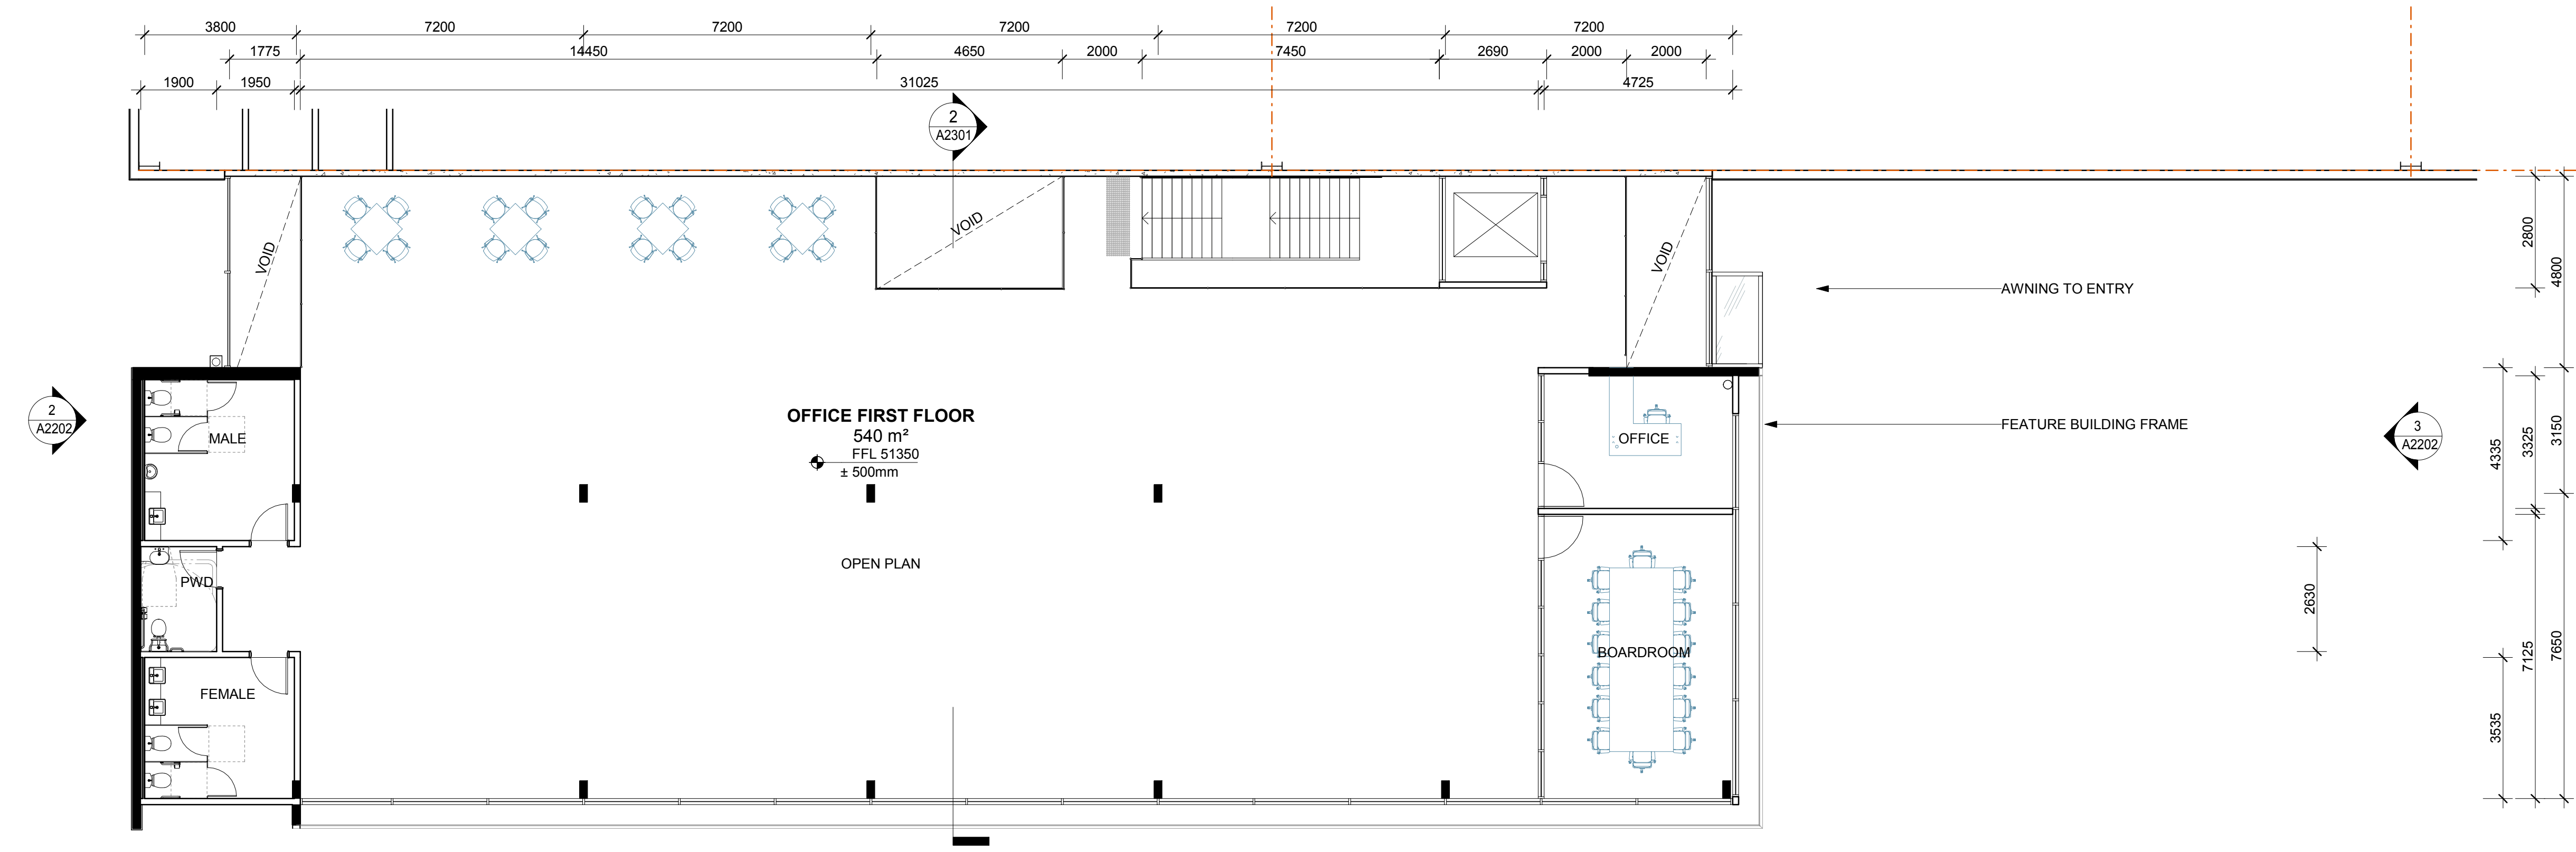 3800 7200 7200 7200 7200 7200
1775 14450 4650 2000 7450 2690 2000 2000
1900 1950 31025 4725
2
A2301
VOID
VOID
VOID
2800
4800
AWNING TO ENTRY
2
A2202
OFFICE FIRST FLOOR
540 m²
FFL 51350
± 500mm
MALE
OFFICE
FEATURE BUILDING FRAME
3
A2202
4335
3325
3150
OPEN PLAN
PWD
2630
BOARDROOM
7125
7650
FEMALE
3535